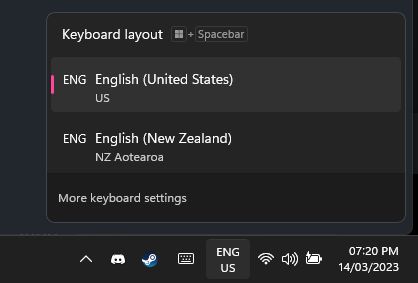 Keyboard layout + Spacebar
ENG English (United States)
US
ENG English (New Zealand)
NZ Aotearoa
More keyboard settings
ENG 07:20 PM
US 14/03/2023